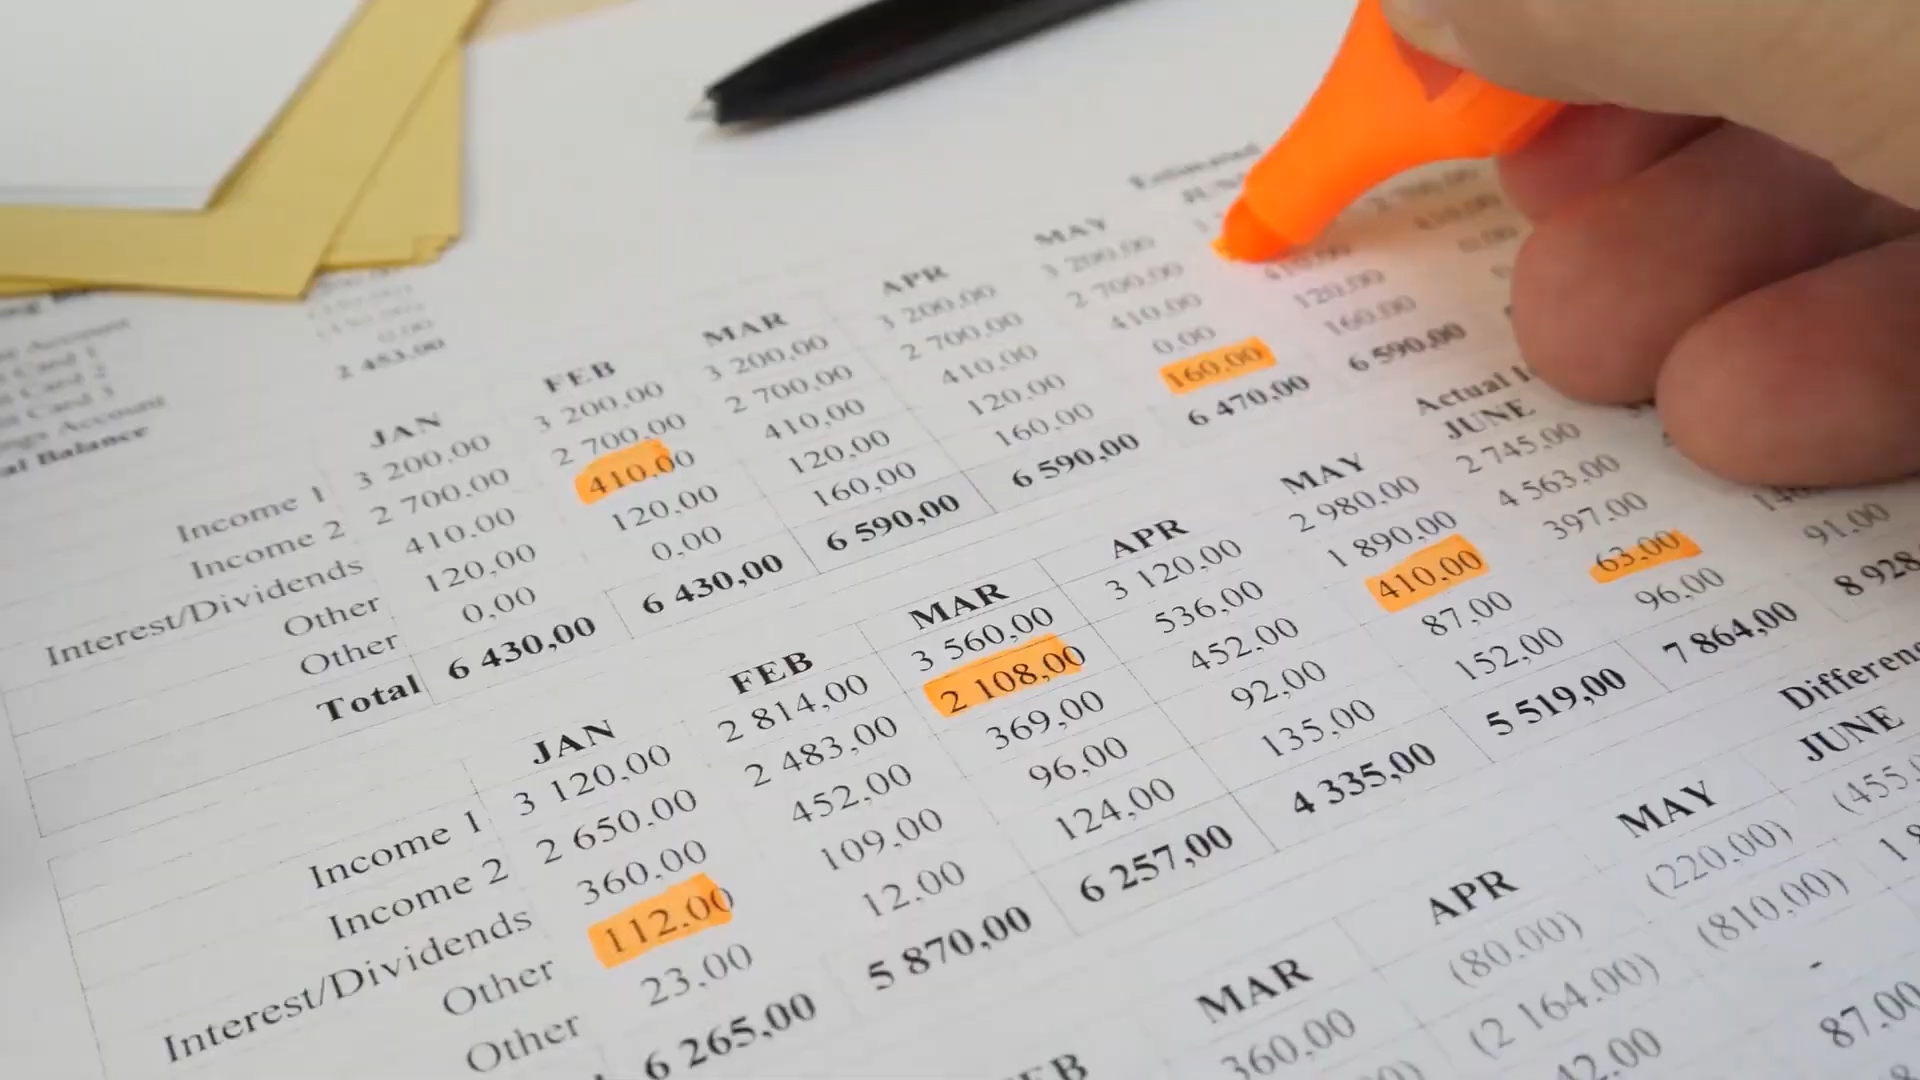 2 453,00
al Balance
Estimated
JAN FEB MAR APR MAY
Income 1 3 200,00 3 200,00 3 200,00 3 200,00 3 200,00
Income 2 2 700,00 2 700,00 2 700,00 2 700,00 2 700,00
Interest/Dividends 410,00 410,00 410,00 410,00 410,00
Other 120,00 120,00 120,00 120,00 0,00 120,00
Other 0,00 0,00 160,00 160,00 160,00 160,00
Total 6 430,00 6 430,00 6 590,00 6 590,00 6 470,00 6 590,00
Actual
JAN FEB MAR APR MAY JUNE
Income 1 3 120,00 2 814,00 3 560,00 3 120,00 2 980,00 2 745,00
Income 2 2 650,00 2 483,00 2 108,00 536,00 1 890,00 4 563,00
Interest/Dividends 360,00 452,00 369,00 452,00 410,00 397,00
Other 112,00 109,00 96,00 92,00 87,00 63,00
Other 23,00 12,00 124,00 135,00 152,00 96,00 91,00
6 265,00 5 870,00 6 257,00 4 335,00 5 519,00 7 864,00 8 928
Differen
MAR APR MAY JUNE
360,00 (80,00) (220,00) (455,
(2 164,00) (810,00)
42,00 -
87,00